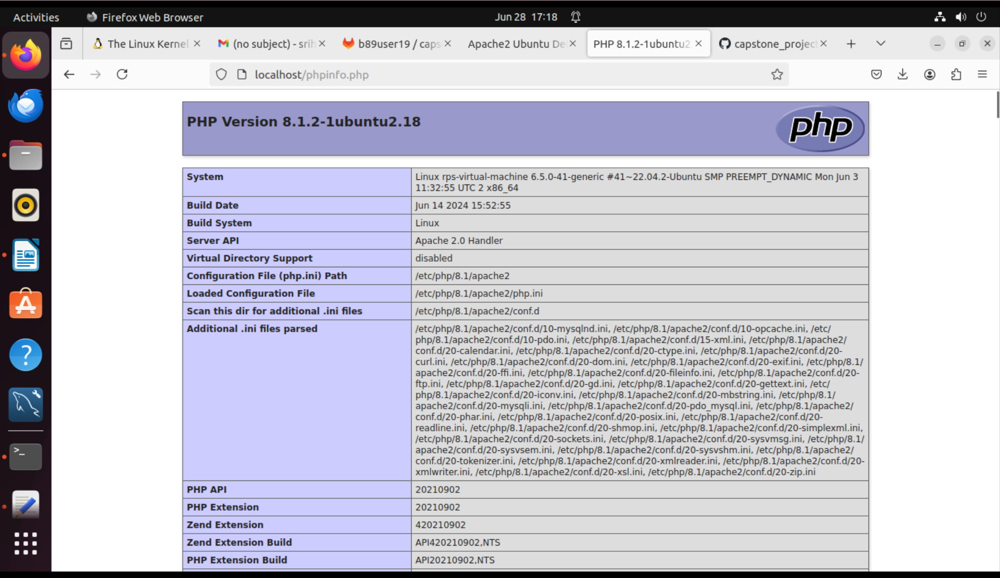 Activities
Firefox Web Browser
Jun 28 17:18
The Linux Kernel
(no subject) - srih
b89user19 / caps
Apache2 Ubuntu De
PHP 8.1.2-1ubuntu2.
capstone_project
localhost/phpinfo.php
PHP Version 8.1.2-1ubuntu2.18
php
System
Linux rps-virtual-machine 6.5.0-41-generic #41~22.04.2-Ubuntu SMP PREEMPT_DYNAMIC Mon Jun 3
11:32:55 UTC 2 x86_64
Build Date
Jun 14 2024 15:52:55
Build System
Linux
Server API
Apache 2.0 Handler
Virtual Directory Support
disabled
Configuration File (php.ini) Path
/etc/php/8.1/apache2
Loaded Configuration File
/etc/php/8.1/apache2/php.ini
Scan this dir for additional .ini files
/etc/php/8.1/apache2/conf.d
Additional .ini files parsed
/etc/php/8.1/apache2/conf.d/10-mysqlnd.ini, /etc/php/8.1/apache2/conf.d/10-opcache.ini, /etc/
php/8.1/apache2/conf.d/10-pdo.ini, /etc/php/8.1/apache2/conf.d/15-xml.ini, /etc/php/8.1/apache2/
conf.d/20-calendar.ini, /etc/php/8.1/apache2/conf.d/20-ctype.ini, /etc/php/8.1/apache2/conf.d/20-
curl.ini, /etc/php/8.1/apache2/conf.d/20-dom.ini, /etc/php/8.1/apache2/conf.d/20-exif.ini, /etc/php/8.1/
apache2/conf.d/20-ffi.ini, /etc/php/8.1/apache2/conf.d/20-fileinfo.ini, /etc/php/8.1/apache2/conf.d/20-
ftp.ini, /etc/php/8.1/apache2/conf.d/20-gd.ini, /etc/php/8.1/apache2/conf.d/20-gettext.ini, /etc/
php/8.1/apache2/conf.d/20-iconv.ini, /etc/php/8.1/apache2/conf.d/20-mbstring.ini, /etc/php/8.1/
apache2/conf.d/20-mysqli.ini, /etc/php/8.1/apache2/conf.d/20-pdo_mysql.ini, /etc/php/8.1/apache2/
conf.d/20-phar.ini, /etc/php/8.1/apache2/conf.d/20-posix.ini, /etc/php/8.1/apache2/conf.d/20-
readline.ini, /etc/php/8.1/apache2/conf.d/20-shmop.ini, /etc/php/8.1/apache2/conf.d/20-simplexml.ini,
/etc/php/8.1/apache2/conf.d/20-sockets.ini, /etc/php/8.1/apache2/conf.d/20-sysvmsg.ini, /etc/php/8.1/
apache2/conf.d/20-sysvsem.ini, /etc/php/8.1/apache2/conf.d/20-sysvshm.ini, /etc/php/8.1/apache2/
conf.d/20-tokenizer.ini, /etc/php/8.1/apache2/conf.d/20-xmlreader.ini, /etc/php/8.1/apache2/conf.d/20-
xmlwriter.ini, /etc/php/8.1/apache2/conf.d/20-xsl.ini, /etc/php/8.1/apache2/conf.d/20-zip.ini
PHP API
20210902
PHP Extension
20210902
Zend Extension
420210902
Zend Extension Build
API420210902,NTS
PHP Extension Build
API20210902,NTS